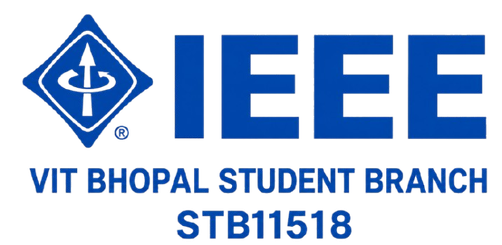 IEEE
®
VIT BHOPAL STUDENT BRANCH
STB11518